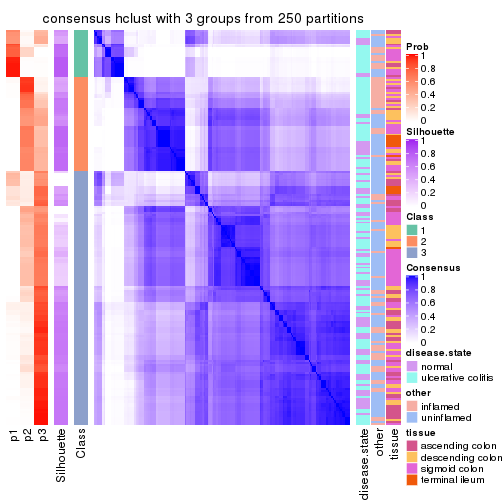 consensus hclust with 3 groups from 250 partitions
Prob
1
0.8
0.6
0.4
0.2
0
Silhouette
1
0.8
0.6
0.4
0.2
0
Class
1
2
3
Consensus
1
0.8
0.6
0.4
0.2
0
disease.state
normal
ulcerative colitis
other
inflamed
uninflamed
tissue
ascending colon
descending colon
sigmoid colon
terminal ileum
p1
p2
p3
Silhouette
Class
disease.state
other
tissue